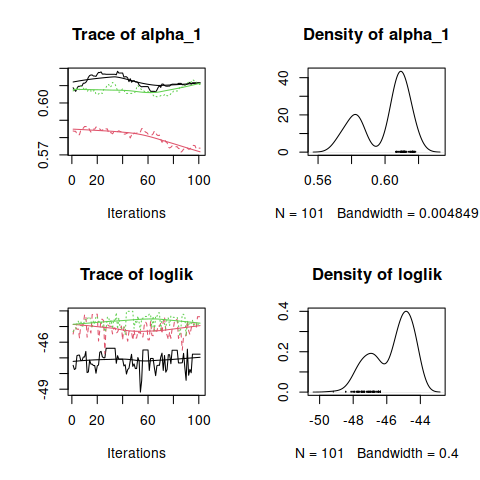 Trace of alpha_1
0.60
0.57
0 20 60 100
Iterations
Density of alpha_1
40
20
0
0.56 0.60
N = 101 Bandwidth = 0.004849
Trace of loglik
-46
-49
0 20 60 100
Iterations
Density of loglik
0.4
0.2
0.0
-50 -48 -46 -44
N = 101 Bandwidth = 0.4